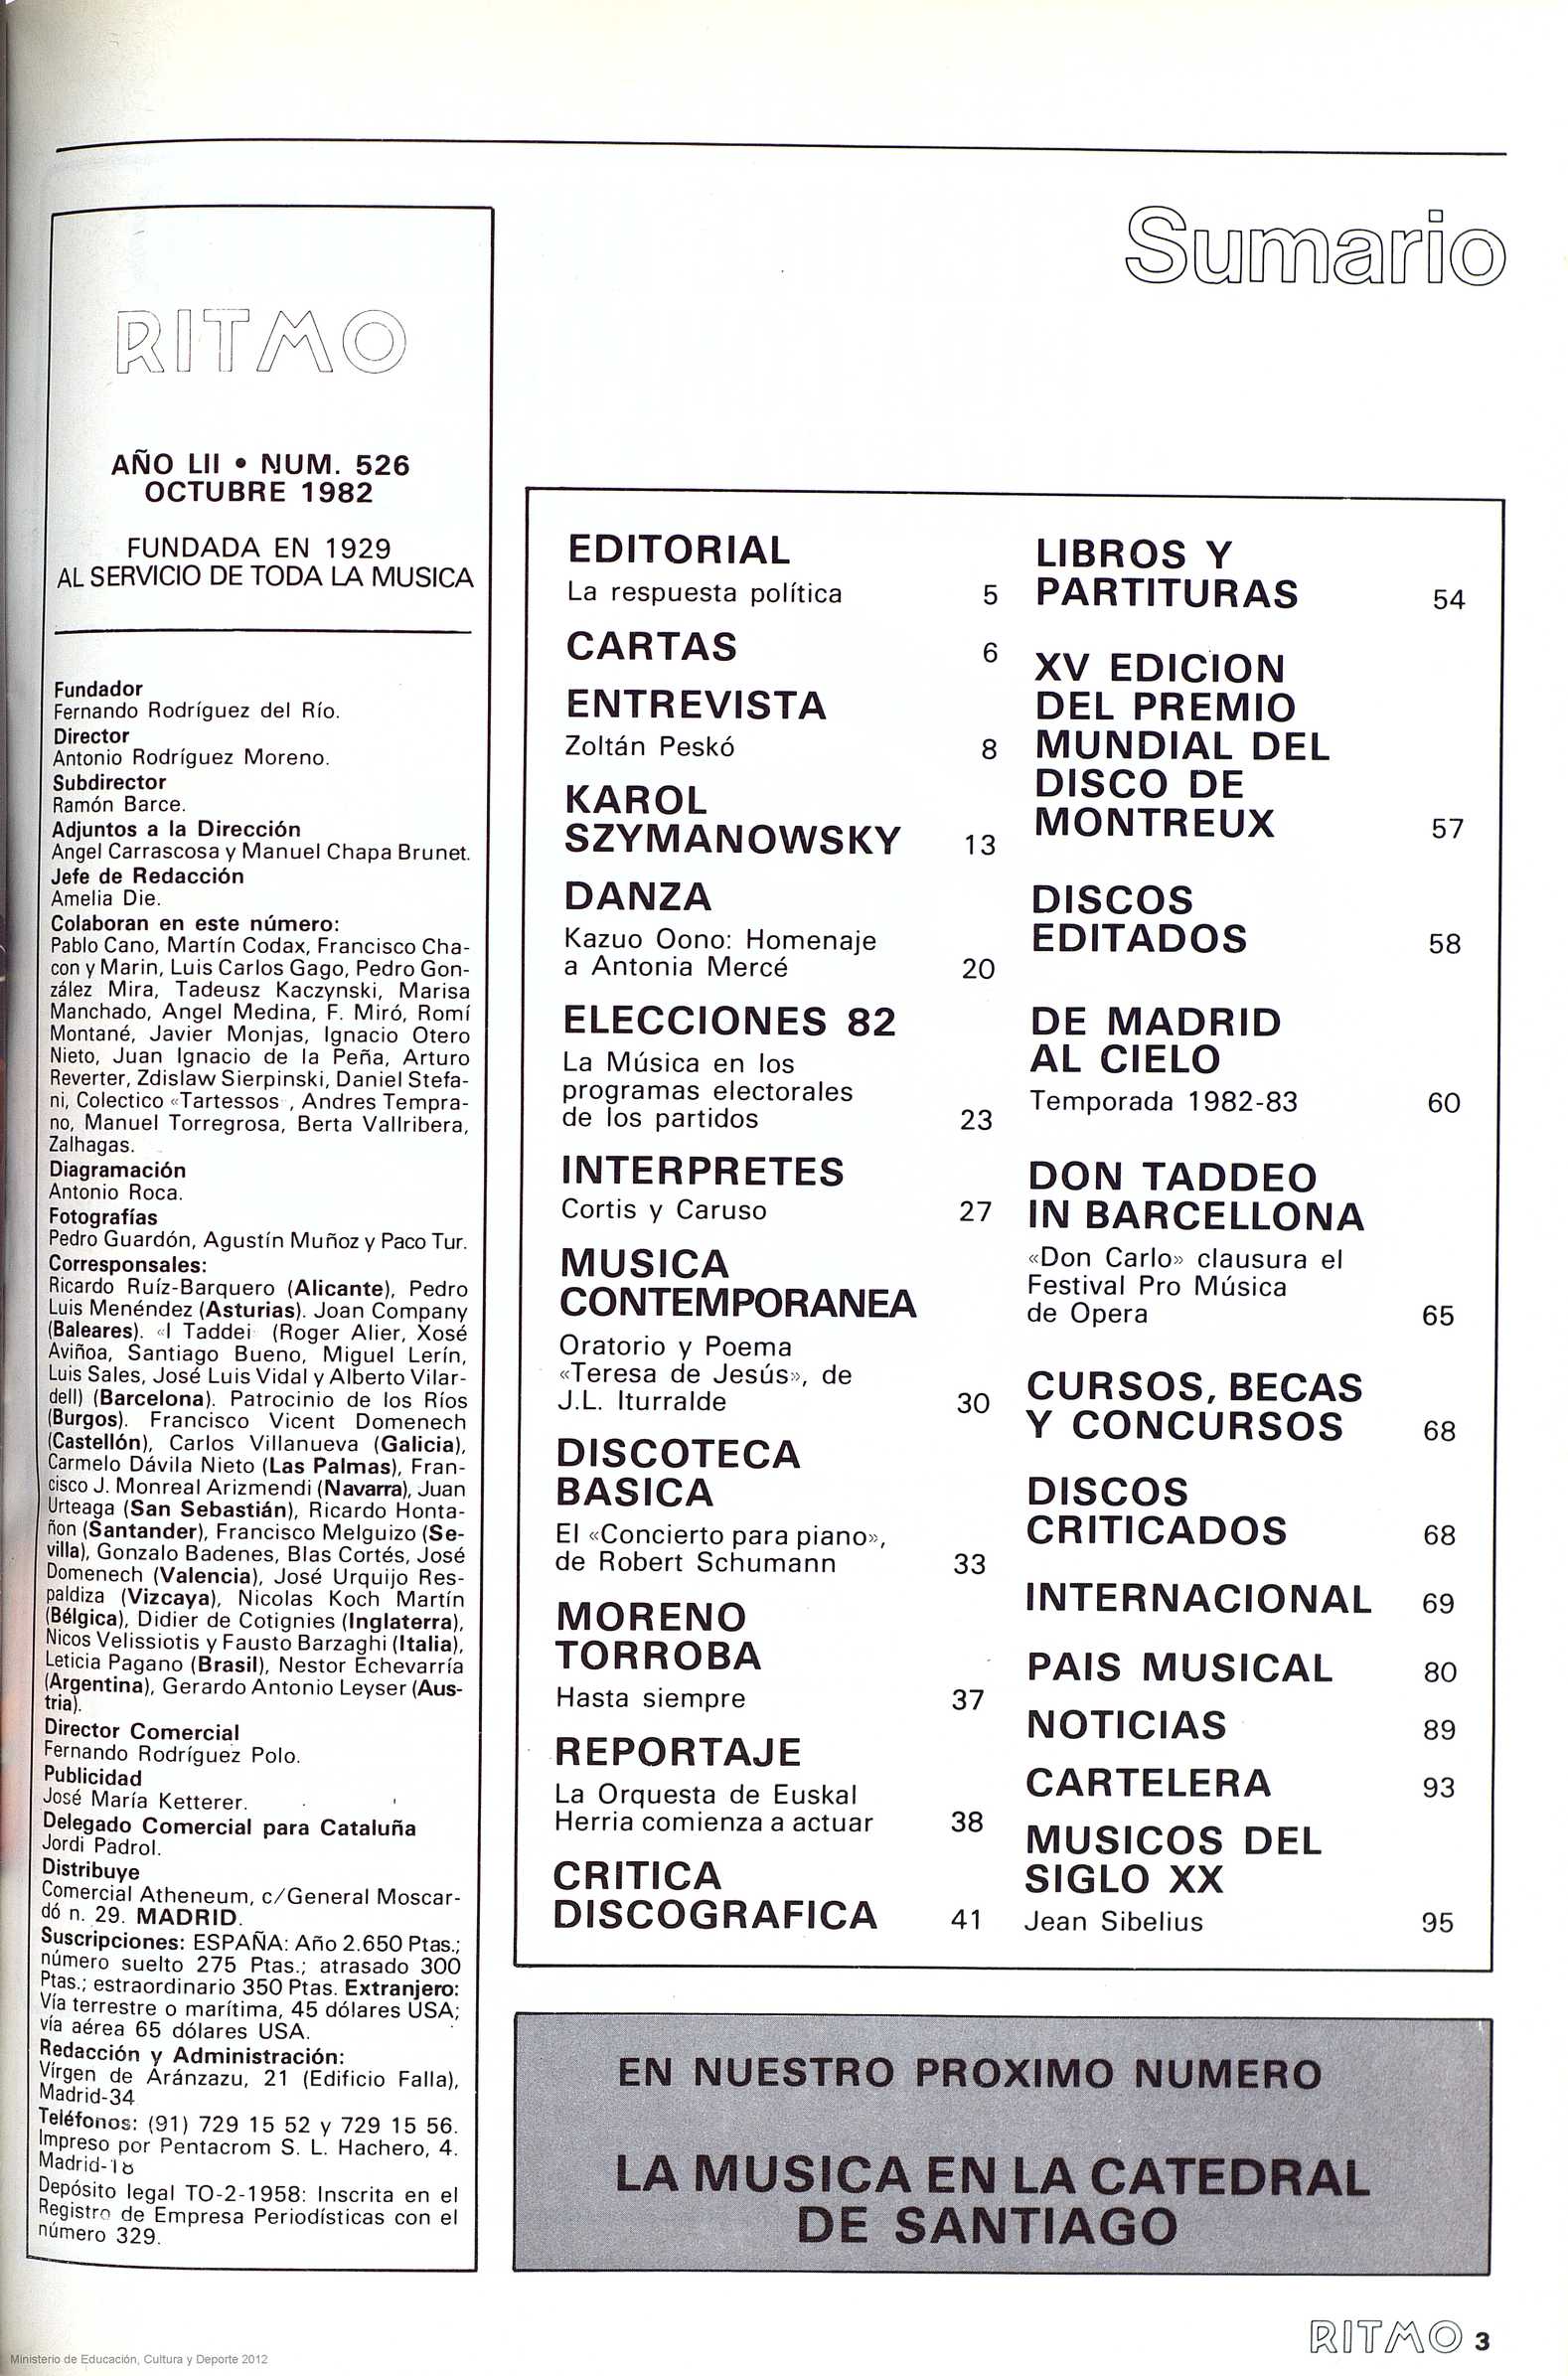 Sumario
RITMO
AÑO LII • NUM. 526
OCTUBRE 1982
FUNDADA EN 1929
AL SERVICIO DE TODA LA MUSICA
Fundador
Fernando Rodríguez del Río.
Director
Antonio Rodríguez Moreno.
Subdirector
Ramón Barce.
Adjuntos a la Dirección
Angel Carrascosa y Manuel Chapa Brunet.
Jefe de Redacción
Amelia Die.
Colaboran en este número:
Pablo Cano, Martín Codax, Francisco Cha-
con y Marin, Luis Carlos Gago, Pedro Gon-
zález Mira, Tadeusz Kaczynski, Marisa
Manchado, Angel Medina, F. Miró, Romí
Montané, Javier Monjas, Ignacio Otero
Nieto, Juan Ignacio de la Peña, Arturo
Reverter, Zdislaw Sierpinski, Daniel Stefa-
ni, Colectico «Tartessos , Andres Tempra-
no, Manuel Torregrosa, Berta Vallribera,
Zalhagas.
Diagramación
Antonio Roca.
Fotografías
Pedro Guardón, Agustín Muñoz y Paco Tur.
Corresponsales:
Ricardo Ruíz-Barquero (Alicante), Pedro
Luis Menéndez (Asturias). Joan Company
(Baleares). «I Taddei (Roger Alier, Xosé
Aviñoa, Santiago Bueno, Miguel Lerín,
Luis Sales, José Luis Vidal y Alberto Vilar-
dell) (Barcelona). Patrocinio de los Ríos
(Burgos). Francisco Vicent Domenech
(Castellón), Carlos Villanueva (Galicia),
Carmelo Dávila Nieto (Las Palmas), Fran-
cisco J. Monreal Arizmendi (Navarra), Juan
Urteaga (San Sebastián), Ricardo Honta-
ñon (Santander), Francisco Melguizo (Se-
villa), Gonzalo Badenes, Blas Cortés, José
Domenech (Valencia), José Urquijo Res-
paldiza (Vizcaya), Nicolas Koch Martín
(Bélgica), Didier de Cotignies (Inglaterra),
Nicos Velissiotis y Fausto Barzaghi (Italia),
Leticia Pagano (Brasil), Nestor Echevarría
(Argentina), Gerardo Antonio Leyser (Aus-
tria).
Director Comercial
Fernando Rodríguez Polo.
Publicidad
José María Ketterer.
Delegado Comercial para Cataluña
Jordi Padrol.
Distribuye
Comercial Atheneum, c/General Moscar-
dó n. 29. MADRID.
Suscripciones: ESPAÑA: Año 2.650 Ptas.;
número suelto 275 Ptas.; atrasado 300
Ptas.; estraordinario 350 Ptas. Extranjero:
Vía terrestre o marítima, 45 dólares USA;
vía aérea 65 dólares USA.
Redacción y Administración:
Vírgen de Aránzazu, 21 (Edificio Falla),
Madrid-34
Teléfonos: (91) 729 15 52 y 729 15 56.
Impreso por Pentacrom S. L. Hachero, 4.
Madrid-18
Depósito legal TO-2-1958: Inscrita en el
Registro de Empresa Periodísticas con el
número 329.
EDITORIAL
La respuesta política 5
CARTAS 6
ENTREVISTA
Zoltán Peskó 8
KAROL
SZYMANOWSKY 13
DANZA
Kazuo Oono: Homenaje
a Antonia Mercé 20
ELECCIONES 82
La Música en los
programas electorales
de los partidos 23
INTERPRETES
Cortis y Caruso 27
MUSICA
CONTEMPORANEA
Oratorio y Poema
«Teresa de Jesús», de
J.L. Iturralde 30
DISCOTECA
BASICA
El «Concierto para piano»,
de Robert Schumann 33
MORENO
TORROBA
Hasta siempre 37
REPORTAJE
La Orquesta de Euskal
Herria comienza a actuar 38
CRITICA
DISCOGRAFICA 41
LIBROS Y
PARTITURAS 54
XV EDICION
DEL PREMIO
MUNDIAL DEL
DISCO DE
MONTREUX 57
DISCOS
EDITADOS 58
DE MADRID
AL CIELO
Temporada 1982-83 60
DON TADDEO
IN BARCELLONA
«Don Carlo» clausura el
Festival Pro Música
de Opera 65
CURSOS, BECAS
Y CONCURSOS 68
DISCOS
CRITICADOS 68
INTERNACIONAL 69
PAIS MUSICAL 80
NOTICIAS 89
CARTELERA 93
MUSICOS DEL
SIGLO XX
Jean Sibelius 95
EN NUESTRO PROXIMO NUMERO
LA MUSICA EN LA CATEDRAL
DE SANTIAGO
RITMO 3
Ministerio de Educación, Cultura y Deporte 2012